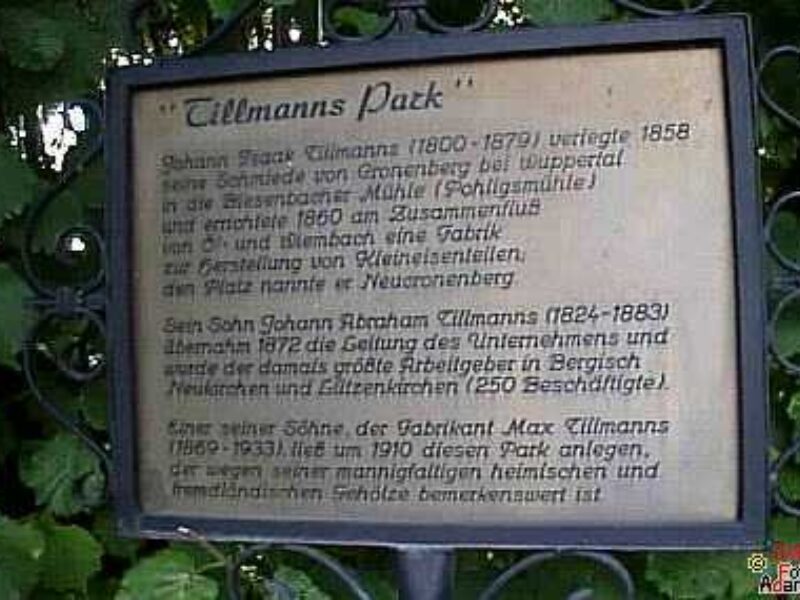 "Tillmanns Park"
Johann Isaak Tillmanns (1800-1879) verlegte 1858
seine Schmiede von Cronenberg bei Wuppertal
in die Biesenbacher Mühle (Pohligsmühle)
und errichtete 1860 am Zusammenfluß
von Öl- und Wiembach eine Fabrik
zur Herstellung von Kleineisenteilen;
den Platz nannte er Neucronenberg
Sein Sohn Johann Abraham Tillmanns (1824-1883)
übernahm 1872 die Leitung des Unternehmens und
wurde der damals größte Arbeitgeber in Bergisch
Neukirchen und Lützenkirchen (250 Beschäftigte).
Einer seiner Söhne, der Fabrikant Max Tillmanns
(1869-1933), ließ um 1910 diesen Park anlegen,
der wegen seiner mannigfaltigen heimischen und
fremdländischen Gehölze bemerkenswert ist
©